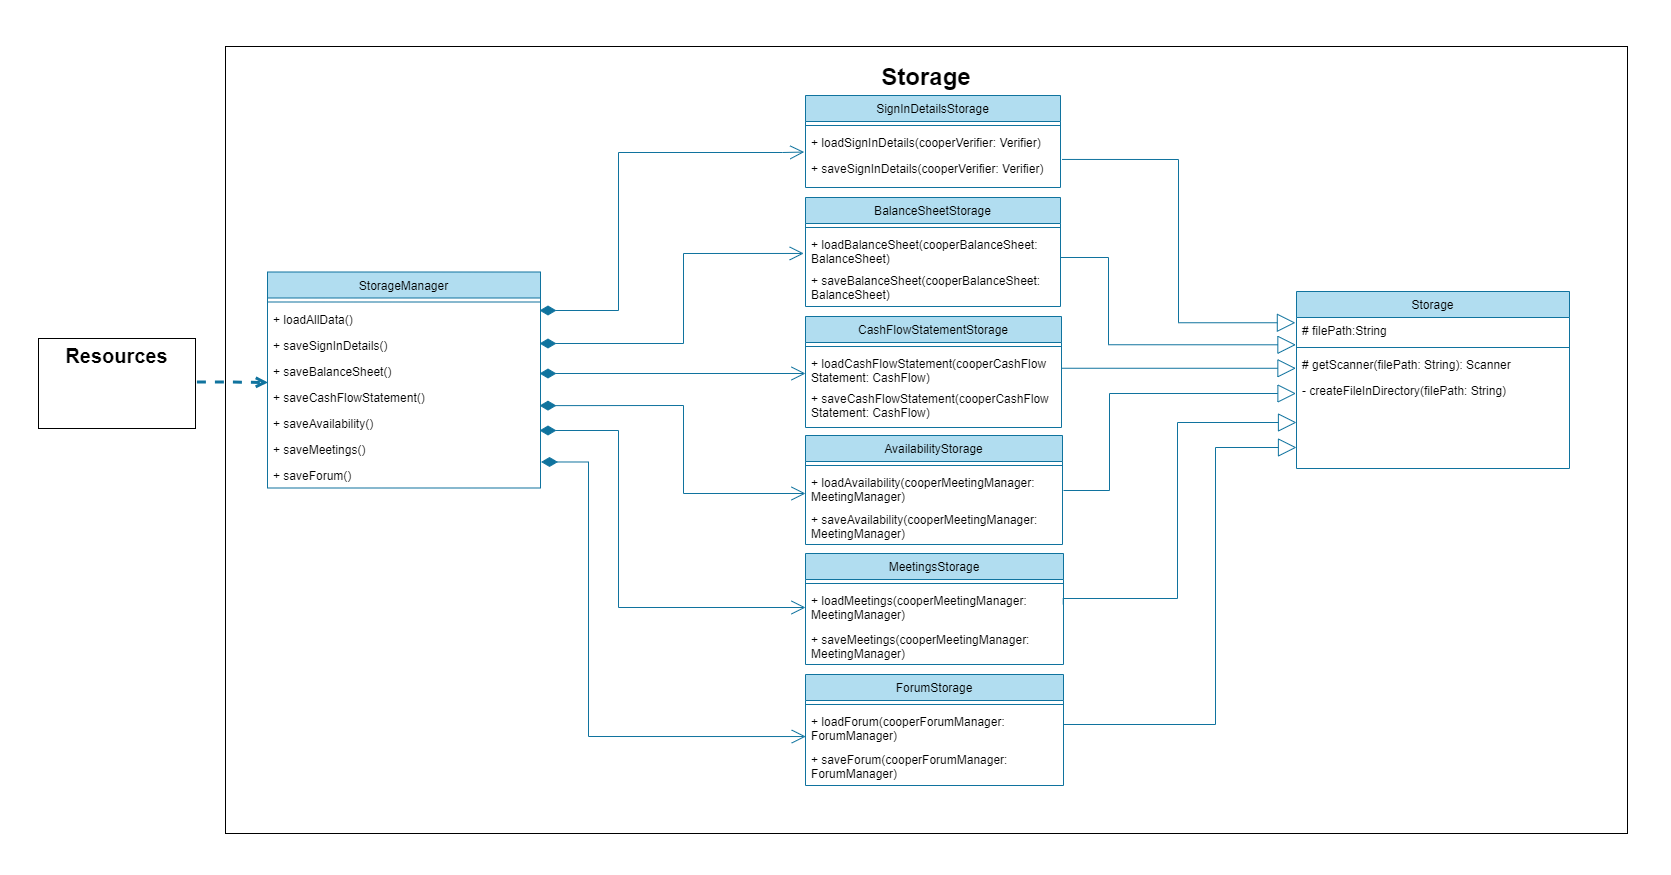 Storage
Resources
StorageManager
+ loadAllData()
+ saveSignInDetails()
+ saveBalanceSheet()
+ saveCashFlowStatement()
+ saveAvailability()
+ saveMeetings()
+ saveForum()
SignInDetailsStorage
+ loadSignInDetails(cooperVerifier: Verifier)
+ saveSignInDetails(cooperVerifier: Verifier)
BalanceSheetStorage
+ loadBalanceSheet(cooperBalanceSheet:
BalanceSheet)
+ saveBalanceSheet(cooperBalanceSheet:
BalanceSheet)
CashFlowStatementStorage
+ loadCashFlowStatement(cooperCashFlow
Statement: CashFlow)
+ saveCashFlowStatement(cooperCashFlow
Statement: CashFlow)
AvailabilityStorage
+ loadAvailability(cooperMeetingManager:
MeetingManager)
+ saveAvailability(cooperMeetingManager:
MeetingManager)
MeetingsStorage
+ loadMeetings(cooperMeetingManager:
MeetingManager)
+ saveMeetings(cooperMeetingManager:
MeetingManager)
ForumStorage
+ loadForum(cooperForumManager:
ForumManager)
+ saveForum(cooperForumManager:
ForumManager)
Storage
# filePath:String
# getScanner(filePath: String): Scanner
- createFileInDirectory(filePath: String)